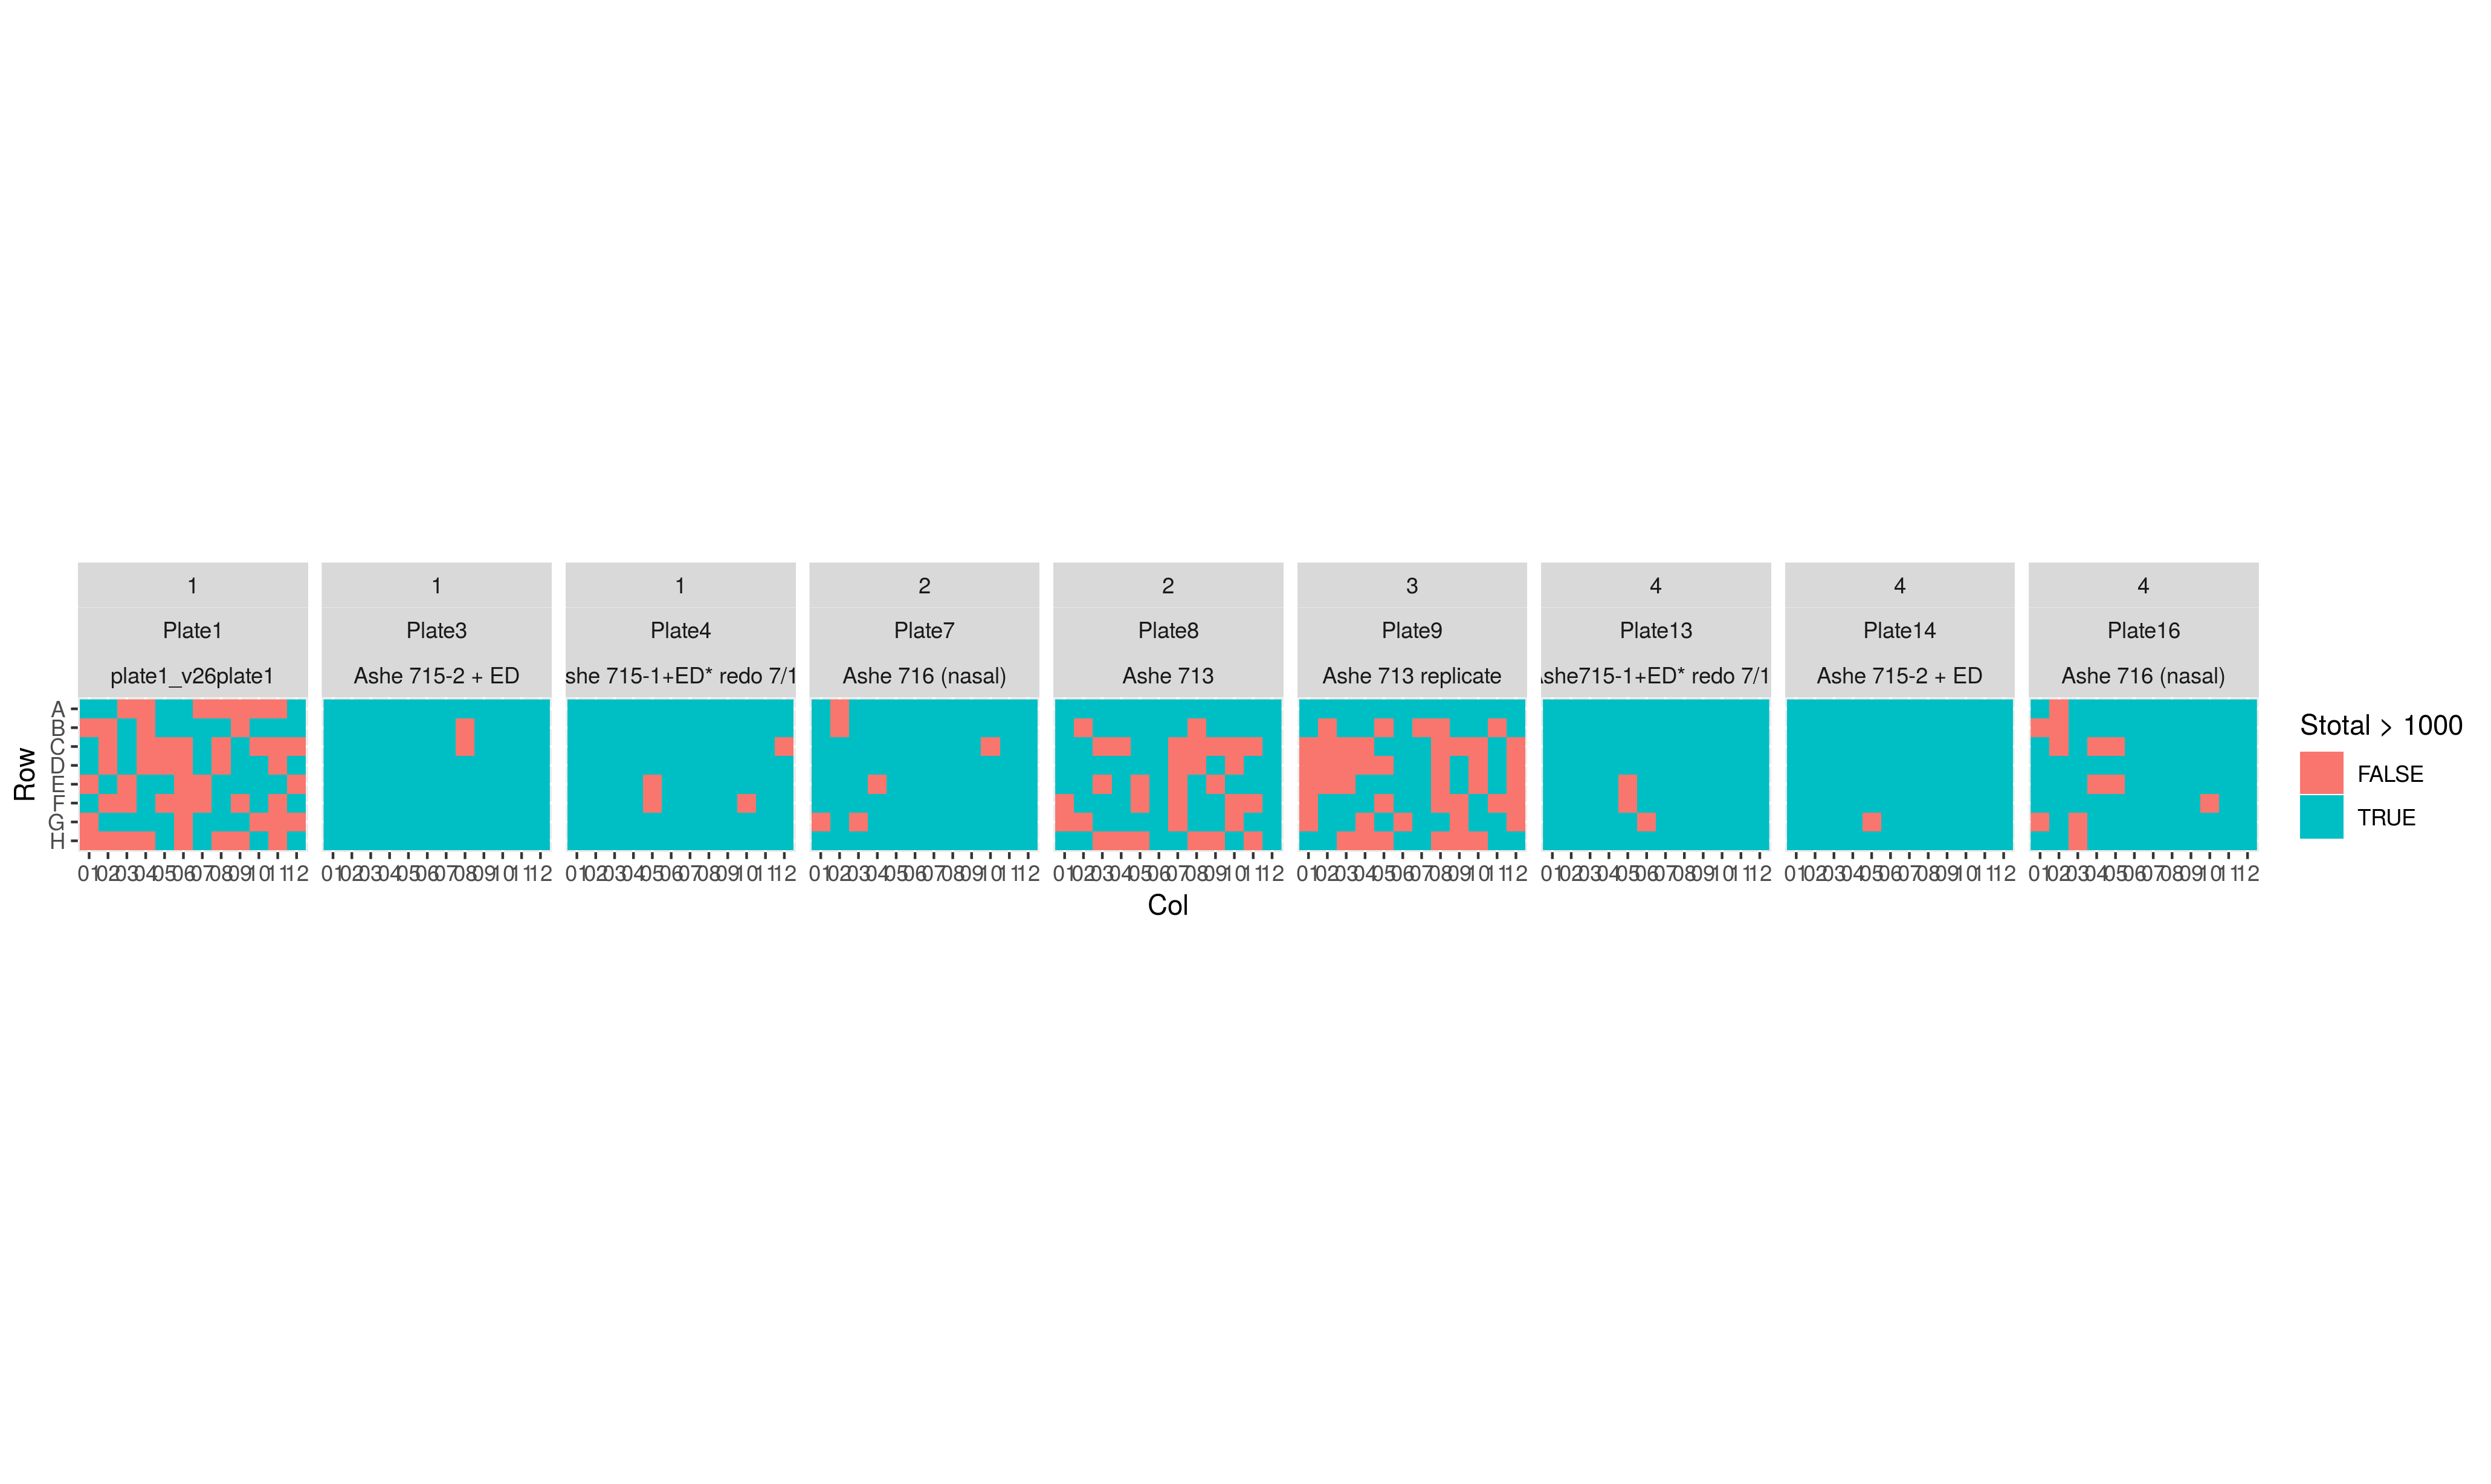 1 1 1 2 2 3 4 4 4
Plate1 Plate3 Plate4 Plate7 Plate8 Plate9 Plate13 Plate14 Plate16
plate1_v26plate1 Ashe 715-2 + ED she 715-1+ED* redo 7/1 Ashe 716 (nasal) Ashe 713 Ashe 713 replicate Ashe715-1+ED* redo 7/1 Ashe 715-2 + ED Ashe 716 (nasal)
A
B
C
D
E
F
G
H
Row
01 02 03 04 05 06 07 08 09 10 11 12 01 02 03 04 05 06 07 08 09 10 11 12 01 02 03 04 05 06 07 08 09 10 11 12 01 02 03 04 05 06 07 08 09 10 11 12 01 02 03 04 05 06 07 08 09 10 11 12 01 02 03 04 05 06 07 08 09 10 11 12 01 02 03 04 05 06 07 08 09 10 11 12 01 02 03 04 05 06 07 08 09 10 11 12 01 02 03 04 05 06 07 08 09 10 11 12
Col
Stotal > 1000
FALSE
TRUE